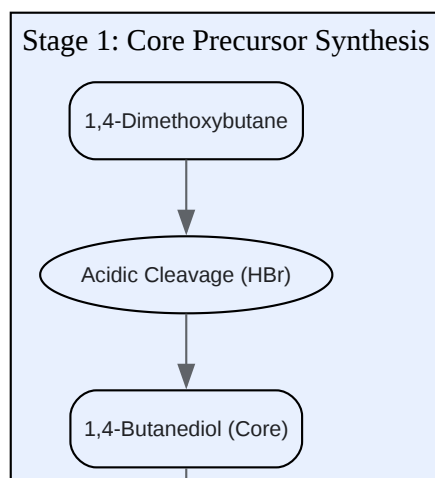 Stage 1: Core Precursor Synthesis
1,4-Dimethoxybutane
Acidic Cleavage (HBr)
1,4-Butanediol (Core)